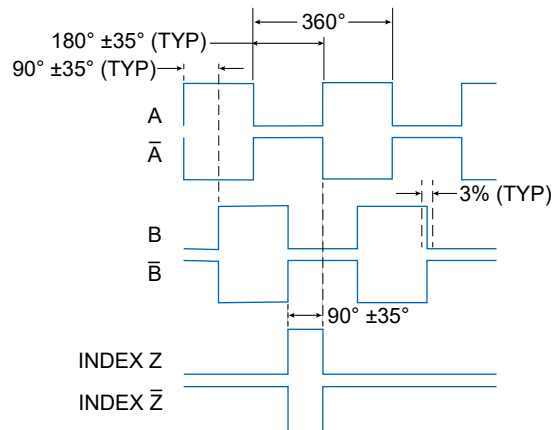 360°
180° ±35° (TYP)
90° ±35° (TYP)
A
A̅
3% (TYP)
B
B̅
90° ±35°
INDEX Z
INDEX Z̅